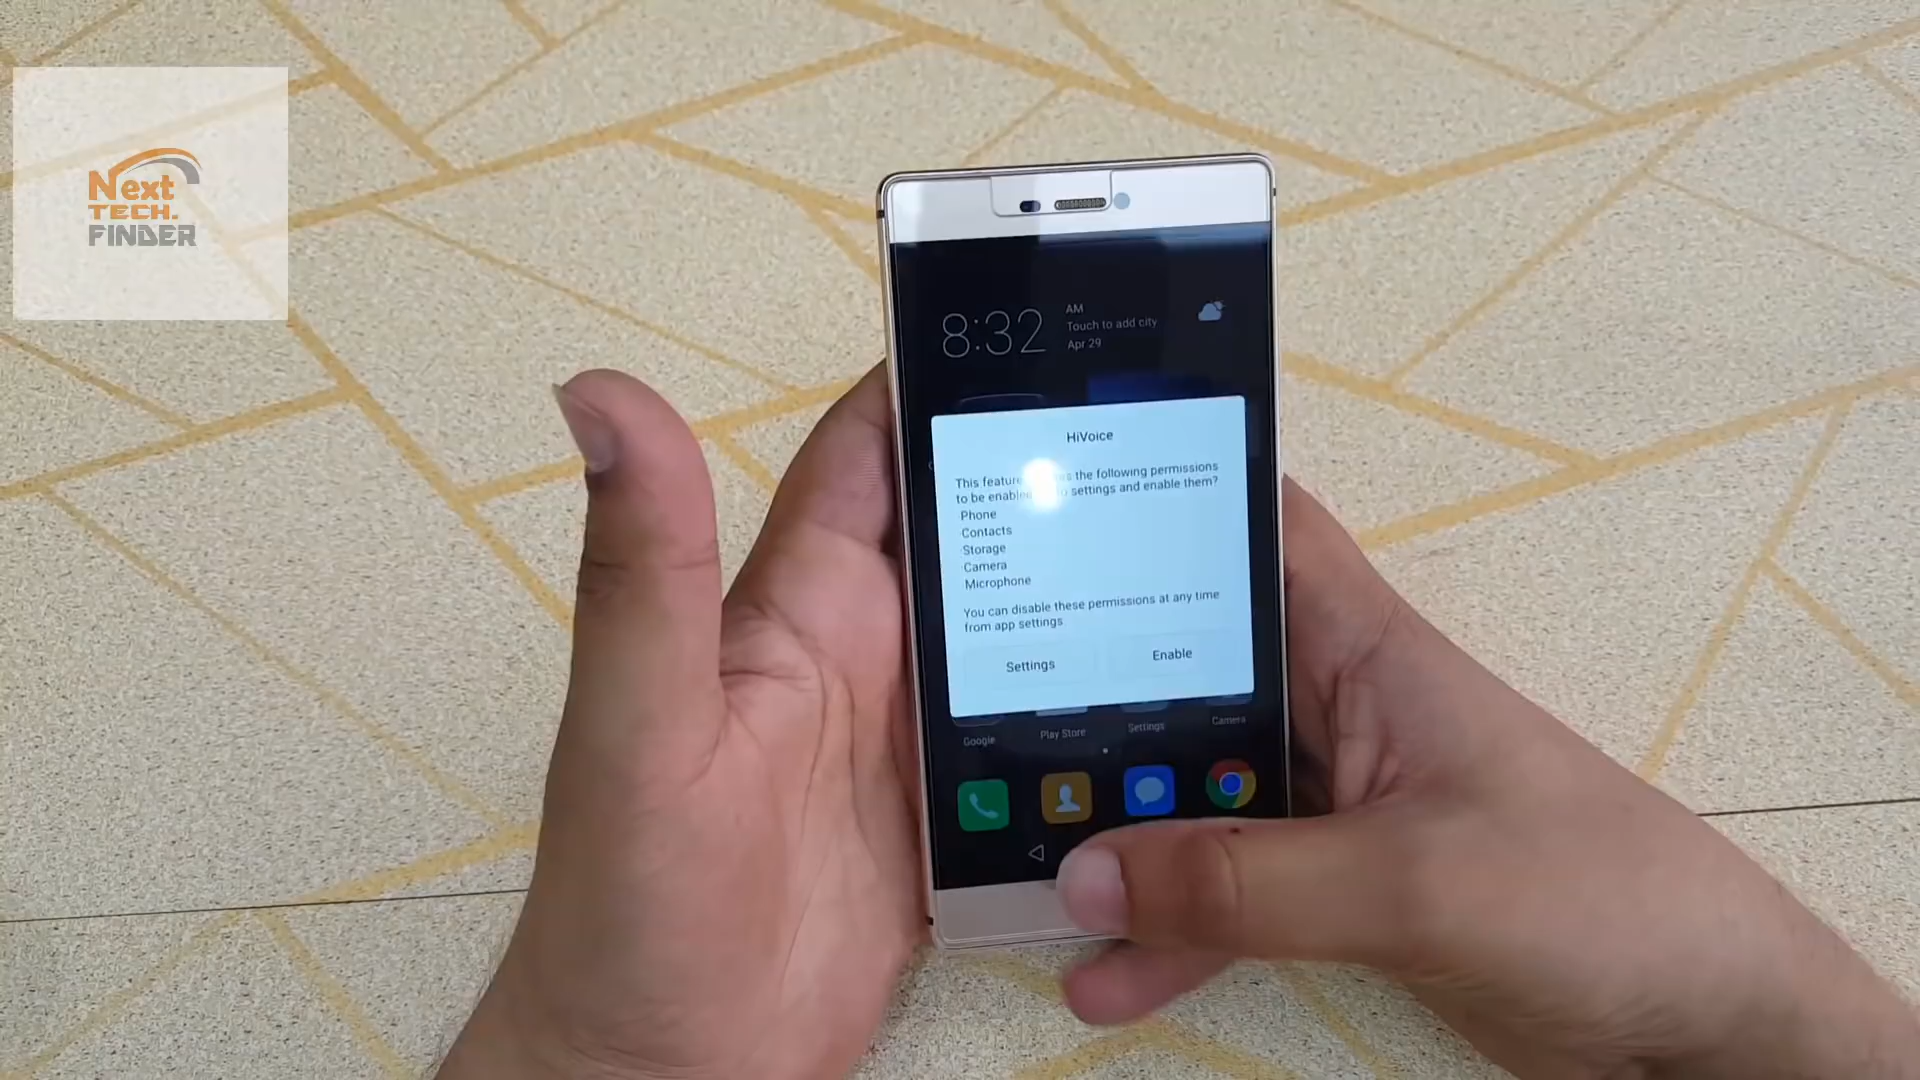 Next
TECH.
FINDER
8:32
AM
Touch to add city
Apr 29
HiVoice
This feature the following permissions
to be enabled settings and enable them?
Phone
Contacts
Storage
Camera
Microphone
You can disable these permissions at any time
from app settings
Settings
Enable
Google
Play Store
Settings
Camera